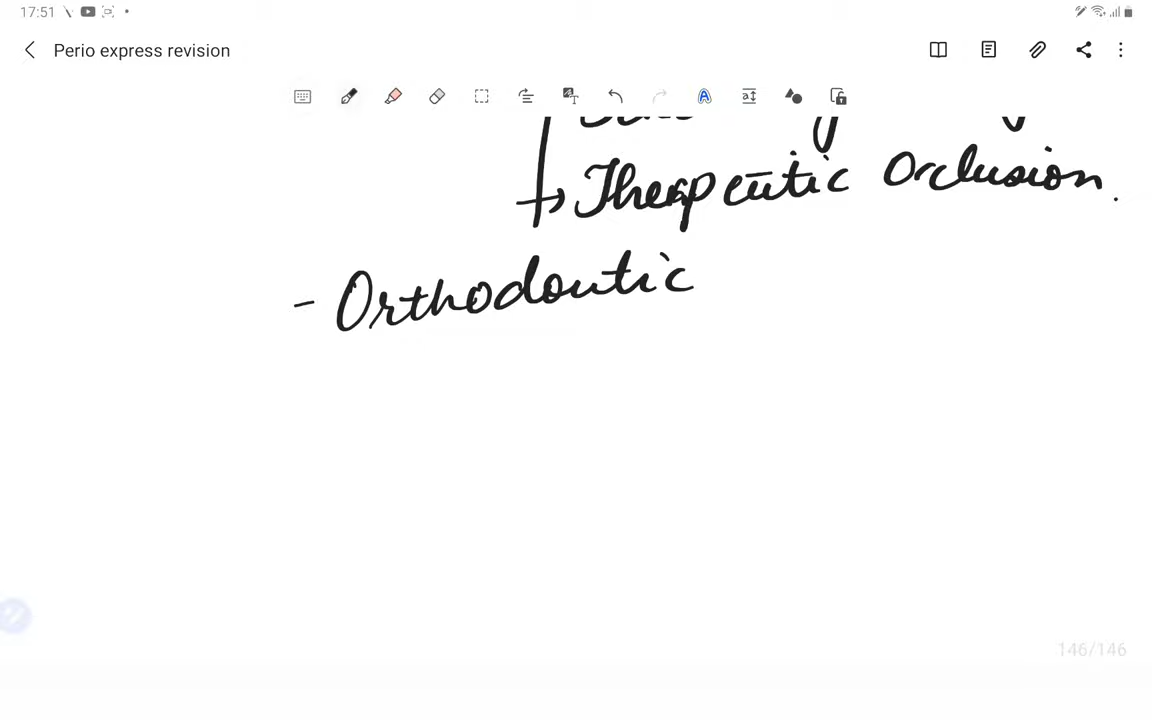 17:51
Perio express revision
Therapeutic Occlusion.
- Orthodontic
146/146